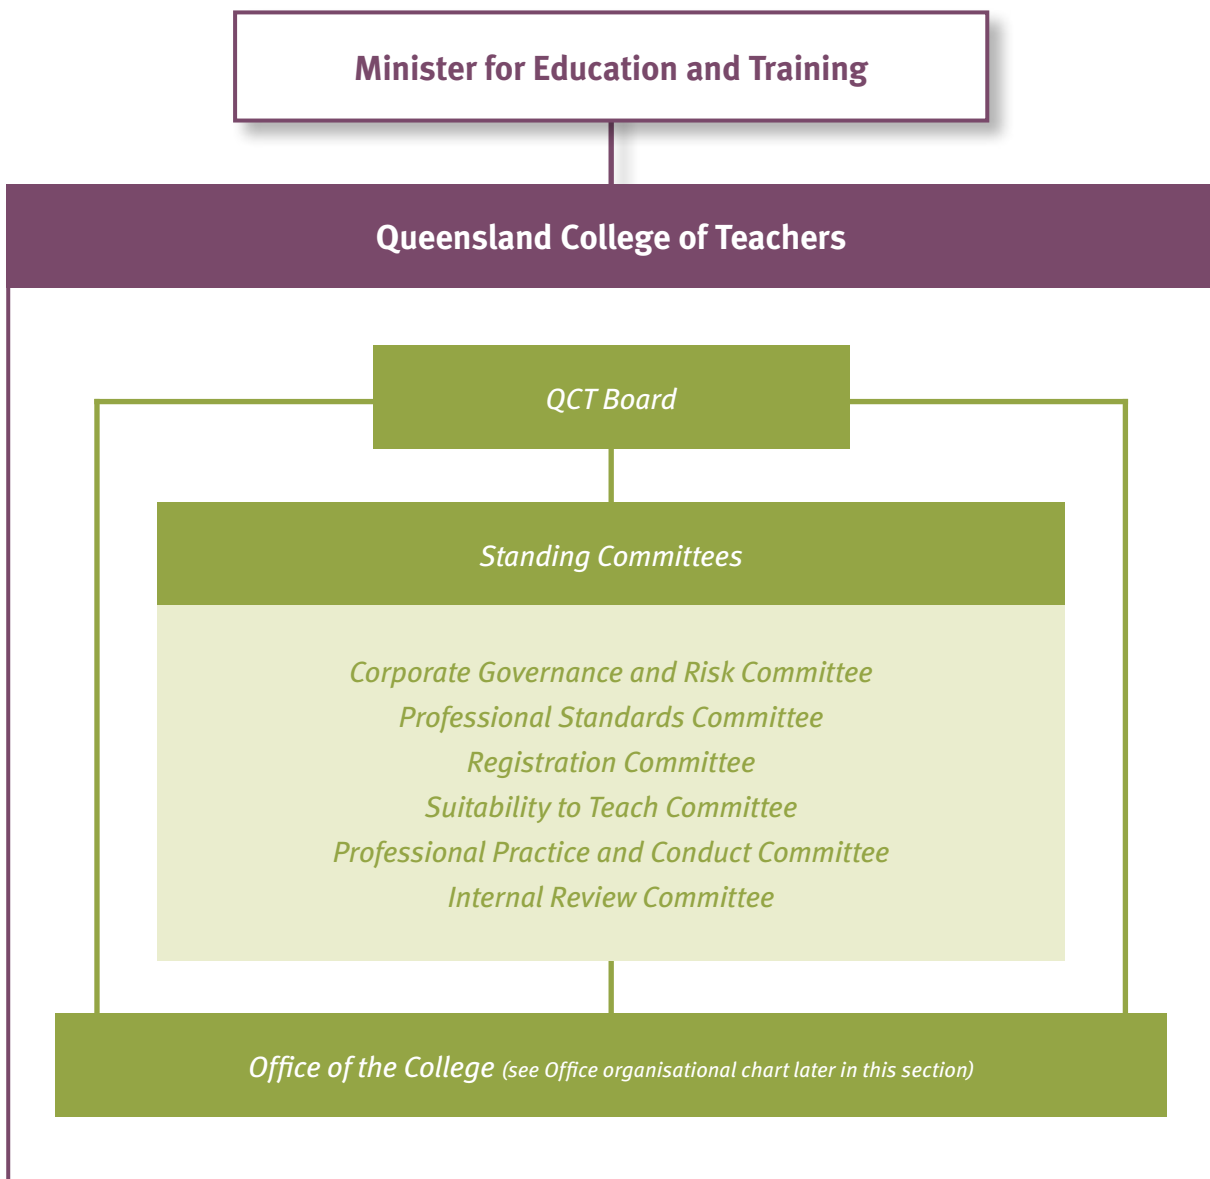 Minister for Education and Training
Queensland College of Teachers
QCT Board
Standing Committees
Corporate Governance and Risk Committee
Professional Standards Committee
Registration Committee
Suitability to Teach Committee
Professional Practice and Conduct Committee
Internal Review Committee
Office of the College (see Office organisational chart later in this section)